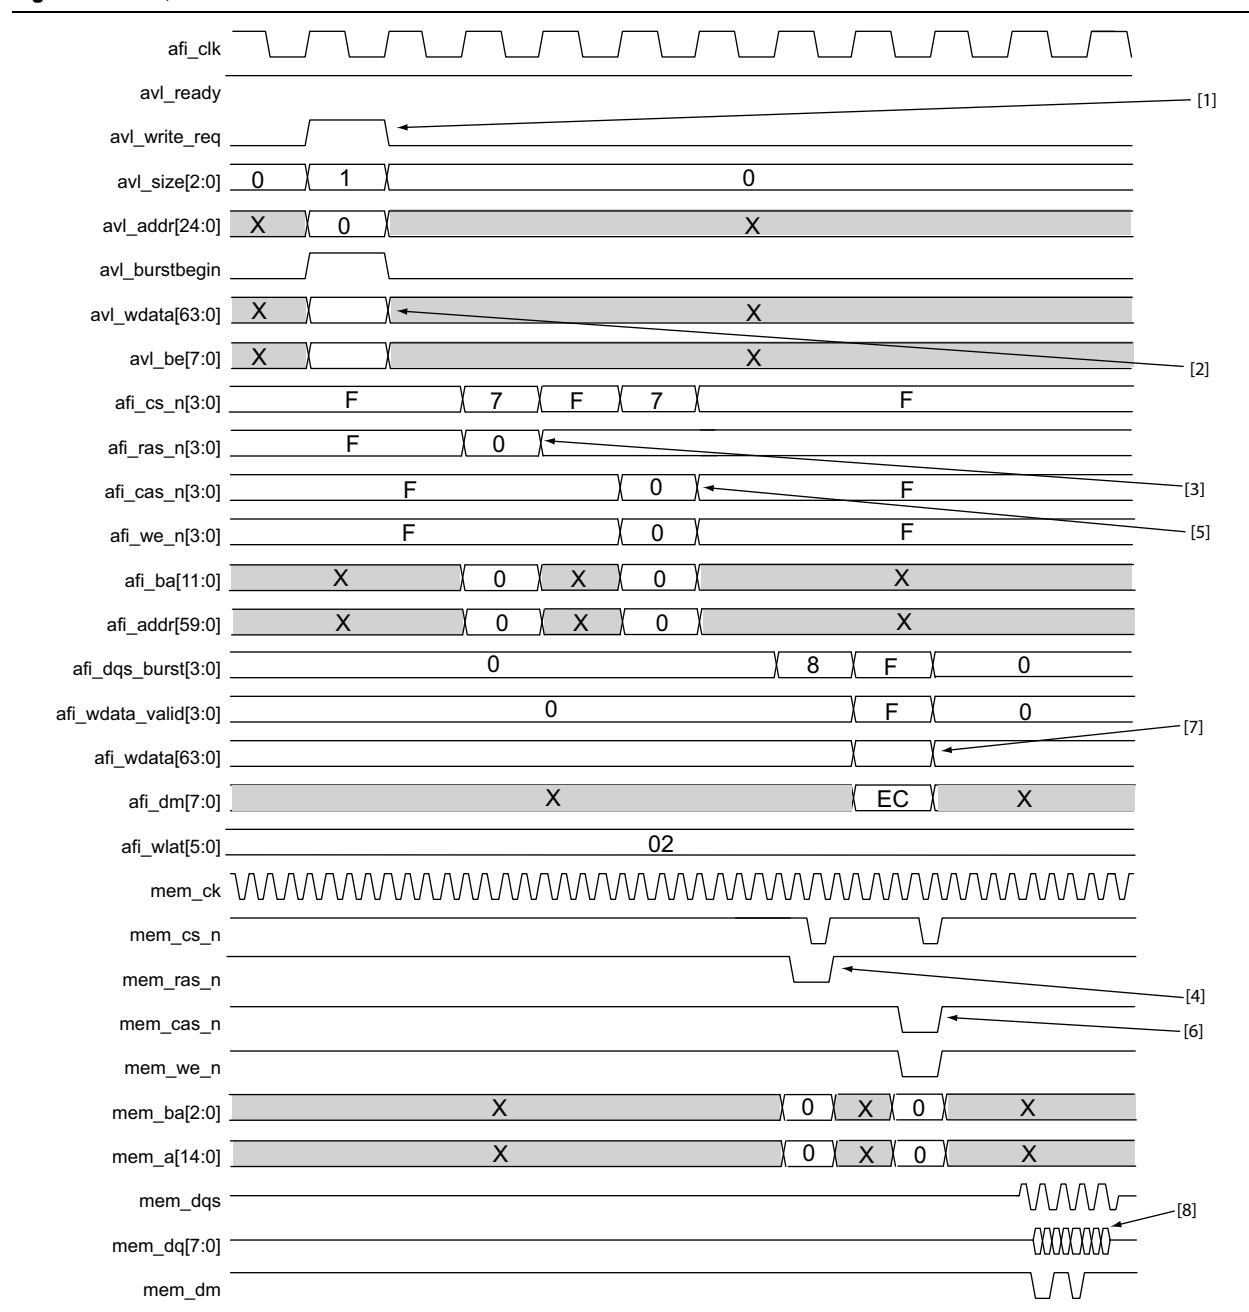 afi_clk
avl_ready
[1]
avl_write_req
avl_size[2:0] 0 1 0
avl_addr[24:0] X 0 X
avl_burstbegin
avl_wdata[63:0] X X
avl_be[7:0] X X
[2]
afi_cs_n[3:0] F 7 F 7 F
afi_ras_n[3:0] F 0
afi_cas_n[3:0] F 0 F
[3]
afi_we_n[3:0] F 0 F
[5]
afi_ba[11:0] X 0 X 0 X
afi_addr[59:0] X 0 X 0 X
afi_dqs_burst[3:0] 0 8 F 0
afi_wdata_valid[3:0] 0 F 0
[7]
afi_wdata[63:0]
afi_dm[7:0] X EC X
afi_wlat[5:0] 02
mem_ck
mem_cs_n
mem_ras_n
[4]
mem_cas_n
[6]
mem_we_n
mem_ba[2:0] X 0 X 0 X
mem_a[14:0] X 0 X 0 X
mem_dqs
[8]
mem_dq[7:0]
mem_dm